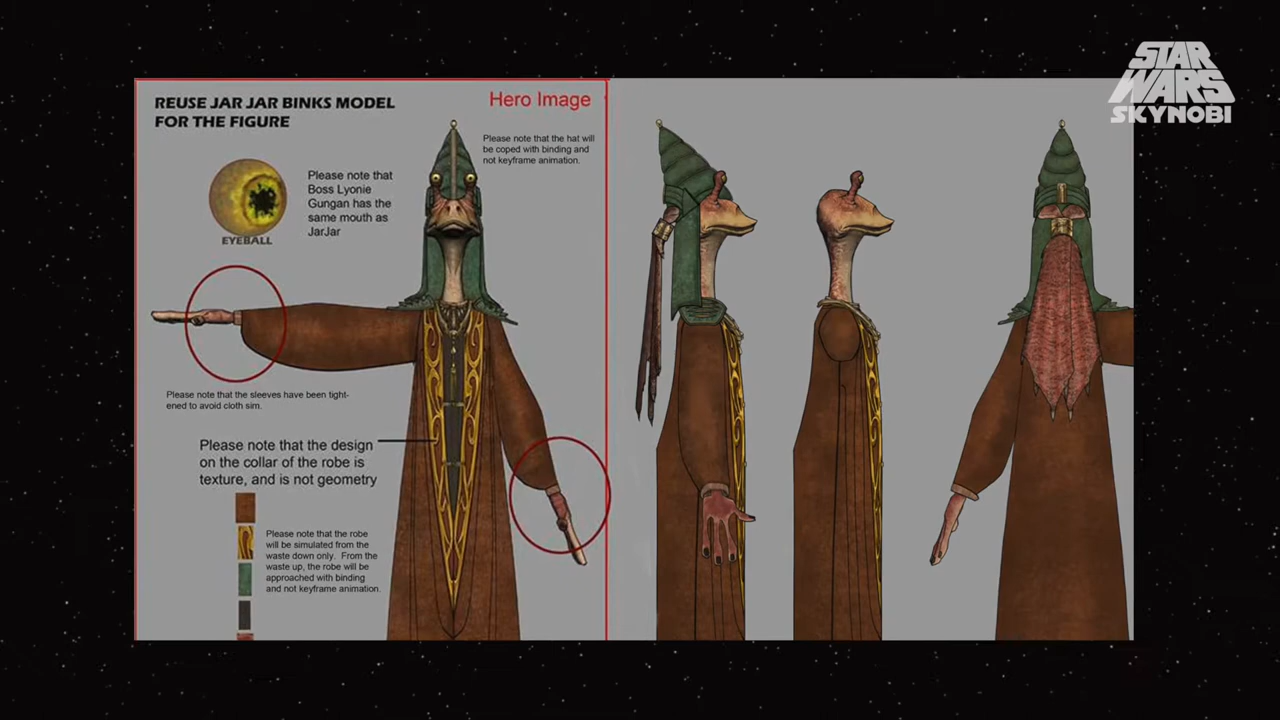 STAR
WARS
SKYNOBI
REUSE JAR JAR BINKS MODEL
FOR THE FIGURE
Hero Image
Please note that the hat will
be coped with binding and
not keyframe animation.
Please note that
Boss Lyonie
Gungan has the
same mouth as
JarJar
EYEBALL
Please note that the sleeves have been tight-
ened to avoid cloth sim.
Please note that the design
on the collar of the robe is
texture, and is not geometry
Please note that the robe
will be simulated from the
waste down only. From the
waste up, the robe will be
approached with binding
and not keyframe animation.